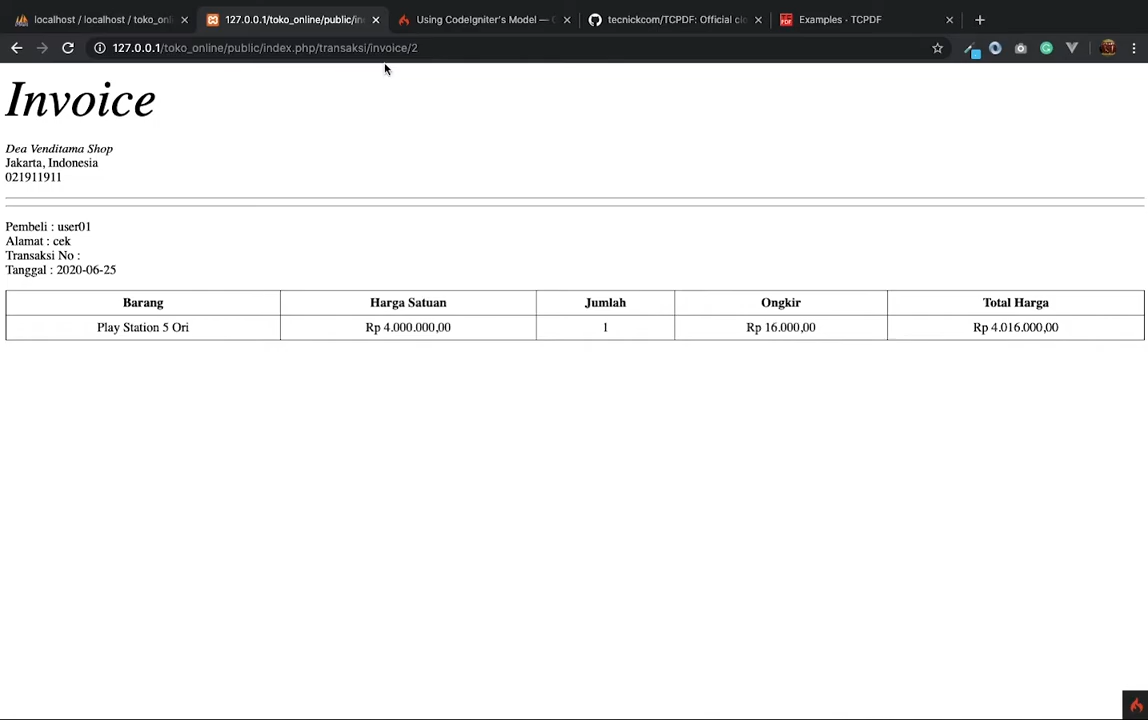 localhost / localhost / toko_onli
127.0.0.1/toko_online/public/in
Using CodeIgniter's Model — C
tecnickcom/TCPDF: Official clo
PDF
Examples · TCPDF
127.0.0.1/toko_online/public/index.php/transaksi/invoice/2
Invoice
Dea Venditama Shop
Jakarta, Indonesia
021911911
Pembeli : user01
Alamat : cek
Transaksi No :
Tanggal : 2020-06-25
Barang Harga Satuan Jumlah Ongkir Total Harga
Play Station 5 Ori Rp 4.000.000,00 1 Rp 16.000,00 Rp 4.016.000,00